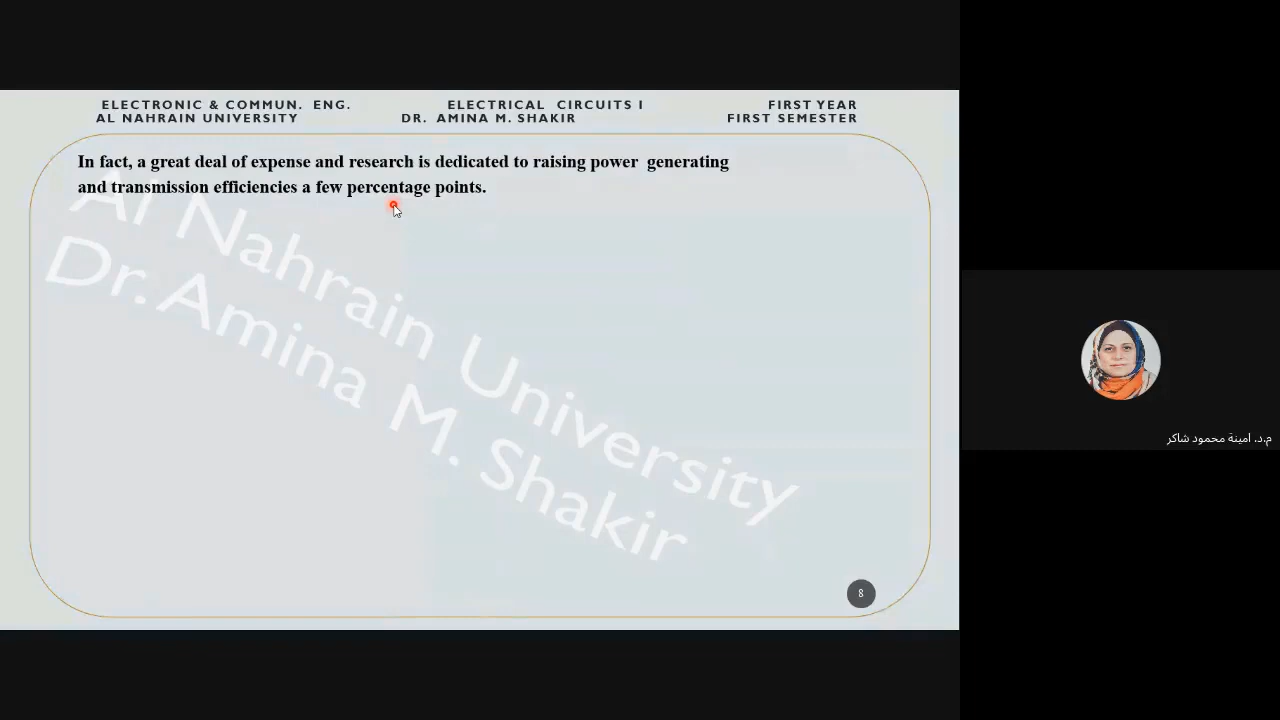 ELECTRONIC & COMMUN. ENG. ELECTRICAL CIRCUITS I FIRST YEAR
AL NAHRAIN UNIVERSITY DR. AMINA M. SHAKIR FIRST SEMESTER
In fact, a great deal of expense and research is dedicated to raising power generating
and transmission efficiencies a few percentage points.
Al Nahrain University
Dr. Amina M. Shakir
8
م.د. امينة محمود شاكر